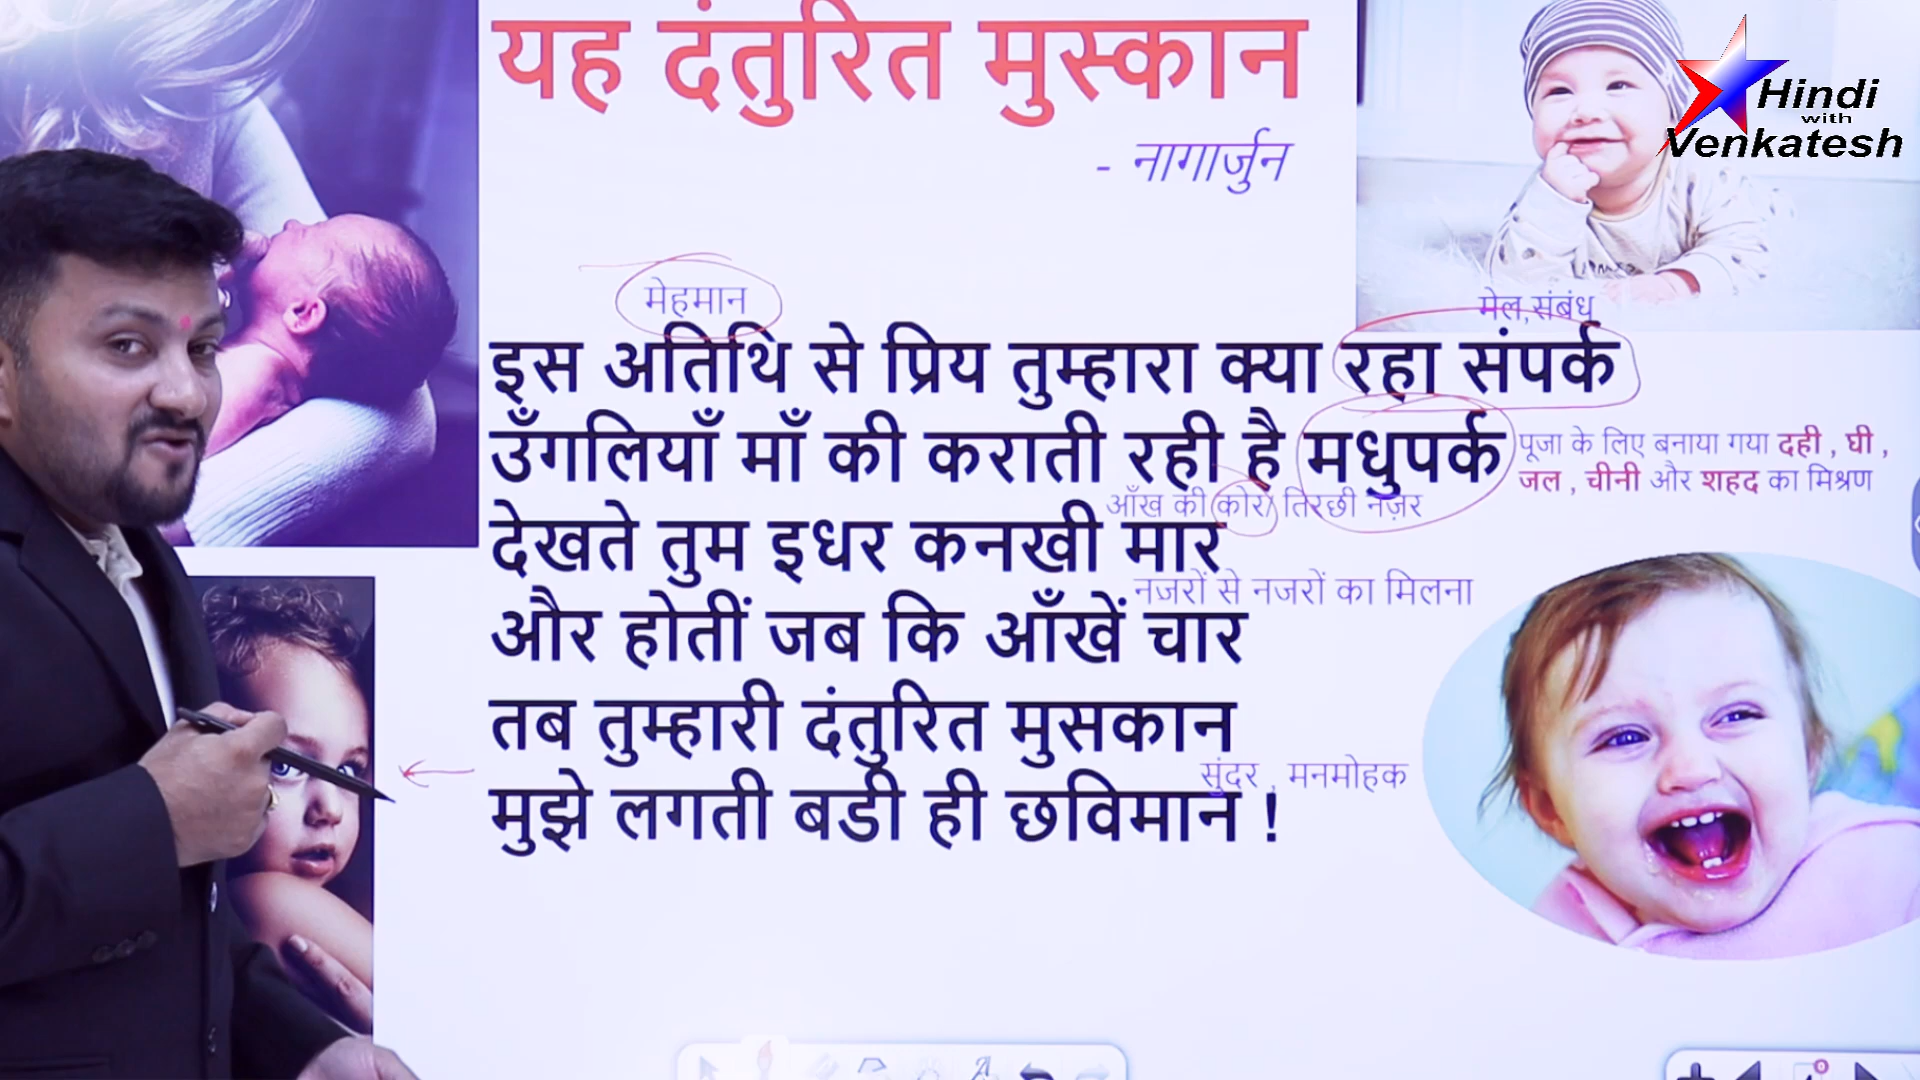 यह दंतुरित मुस्कान
- नागार्जुन
Hindi
with
Venkatesh
मेहमान
मेल,संबंध
इस अतिथि से प्रिय तुम्हारा क्या रहा संपर्क
उँगलियाँ माँ की कराती रही है मधुपर्क
पूजा के लिए बनाया गया दही , घी ,
जल , चीनी और शहद का मिश्रण
आँख की कोर/ तिरछी नज़र
देखते तुम इधर कनखी मार
नजरों से नजरों का मिलना
और होतीं जब कि आँखें चार
तब तुम्हारी दंतुरित मुसकान
सुंदर , मनमोहक
मुझे लगती बडी ही छविमान !